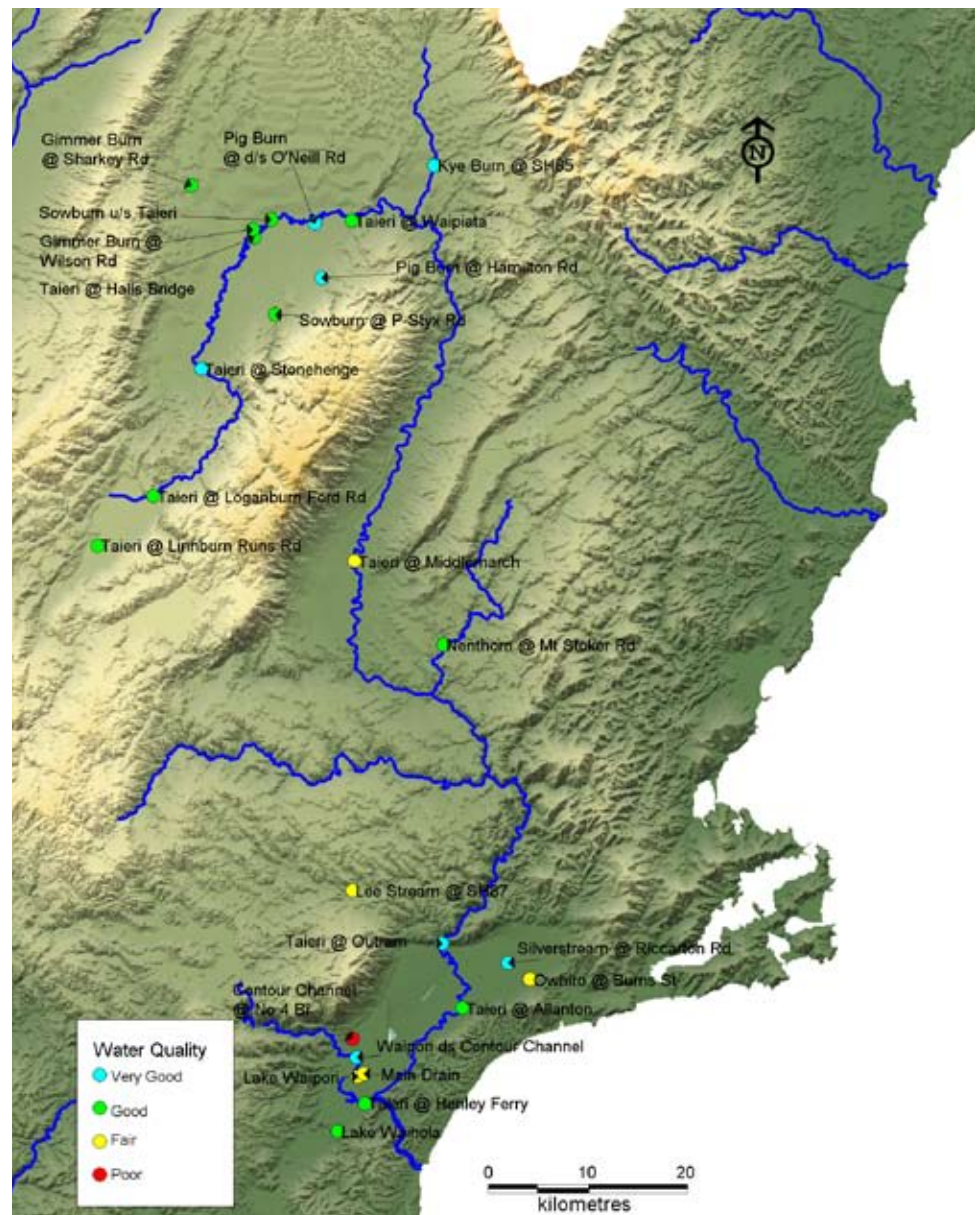 Gimmer Burn
@ Sharkey Rd
Pig Burn
@ d/s O'Neill Rd
Kye Burn @ SH85
Sowburn u/s Taieri
Taieri @ Waipiata
Gimmer Burn @
Wilson Rd
Taieri @ Halls Bridge
Pig Burn @ Hamilton Rd
Sowburn @ P-Styx Rd
Taieri @ Stonehenge
Taieri @ Loganburn Ford Rd
Taieri @ Linnburn Runs Rd
Taieri @ Middlemarch
Nenthorn @ Mt Stoker Rd
Lee Stream @ SH87
Taieri @ Outram
Silverstream @ Riccarton Rd
Owhiro @ Burns St
Contour Channel
@ No 4 Br
Taieri @ Allanton
Waipori ds Contour Channel
Lake Waipori
Main Drain
Taieri @ Henley Ferry
Lake Waihola
Water Quality
Very Good
Good
Fair
Poor
N
0 10 20
kilometres